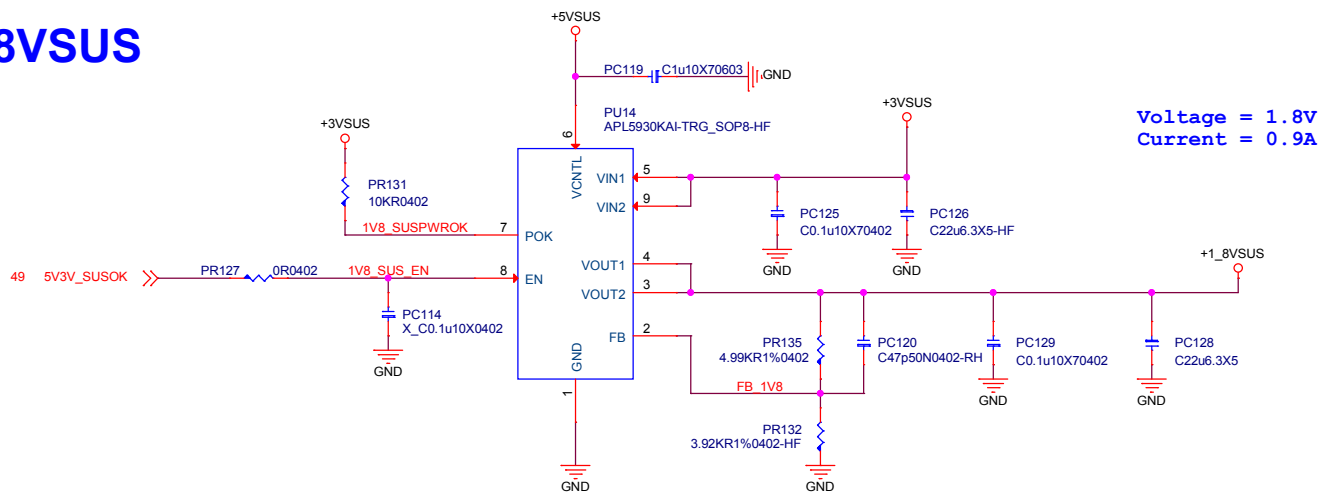 8VSUS
+5VSUS
PC119
C1u10X70603
GND
PU14
APL5930KAI-TRG_SOP8-HF
+3VSUS
+3VSUS
Voltage = 1.8V
Current = 0.9A
6
VCNTL
PR131
10KR0402
VIN1
5
VIN2
9
PC125
C0.1u10X70402
GND
PC126
C22u6.3X5-HF
GND
1V8_SUSPWROK
7
POK
49
5V3V_SUSOK
PR127
0R0402
1V8_SUS_EN
8
EN
VOUT1
4
VOUT2
3
+1_8VSUS
PC114
X_C0.1u10X0402
GND
FB
2
GND
1
GND
PR135
4.99KR1%0402
PC120
C47p50N0402-RH
PC129
C0.1u10X70402
GND
PC128
C22u6.3X5
GND
FB_1V8
PR132
3.92KR1%0402-HF
GND